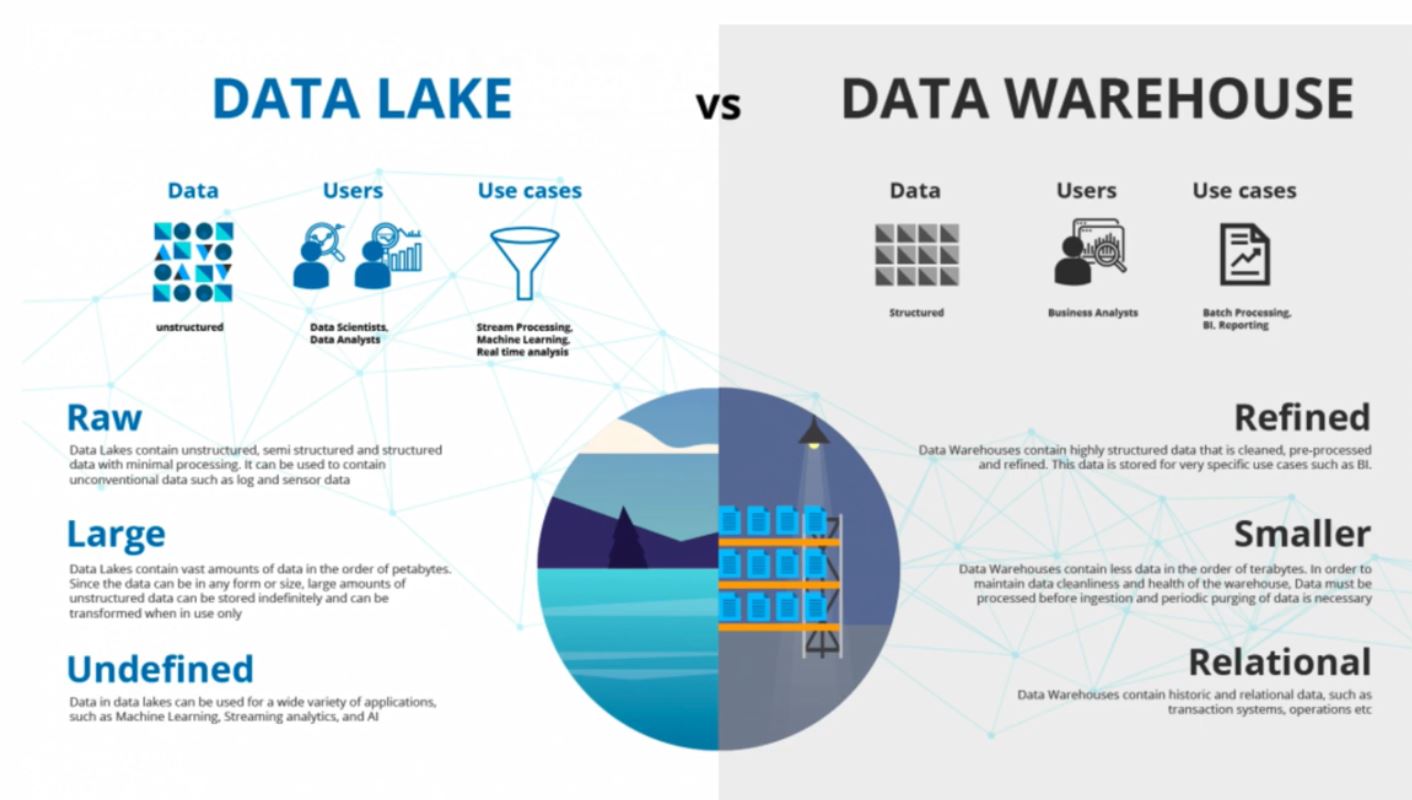 DATA LAKE
vs
DATA WAREHOUSE
Data
Users
Use cases
unstructured
Data Scientists,
Data Analysts
Stream Processing,
Machine Learning,
Real time analysis
Data
Users
Use cases
Structured
Business Analysts
Batch Processing,
BI, Reporting
Raw
Data Lakes contain unstructured, semi structured and structured
data with minimal processing. It can be used to contain
unconventional data such as log and sensor data
Large
Data Lakes contain vast amounts of data in the order of petabytes.
Since the data can be in any form or size, large amounts of
unstructured data can be stored indefinitely and can be
transformed when in use only
Undefined
Data in data lakes can be used for a wide variety of applications,
such as Machine Learning, Streaming analytics, and AI
Refined
Data Warehouses contain highly structured data that is cleaned, pre-processed
and refined. This data is stored for very specific use cases such as BI.
Smaller
Data Warehouses contain less data in the order of terabytes. In order to
maintain data cleanliness and health of the warehouse, Data must be
processed before ingestion and periodic purging of data is necessary
Relational
Data Warehouses contain historic and relational data, such as
transaction systems, operations etc